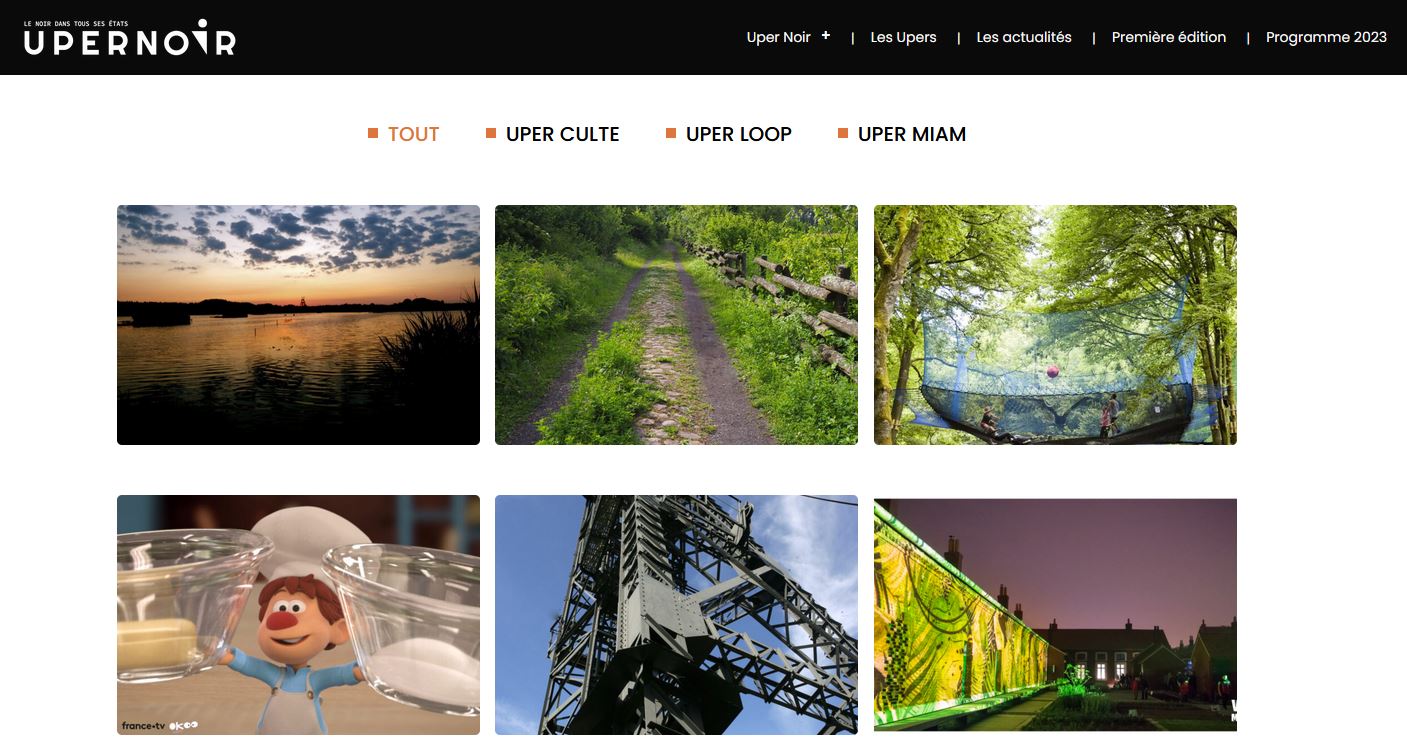 LE NOIR DANS TOUS SES ÉTATS
UPERNOIR
Uper Noir + | Les Upers | Les actualités | Première édition | Programme 2023
TOUT UPER CULTE UPER LOOP UPER MIAM
france•tv okoo